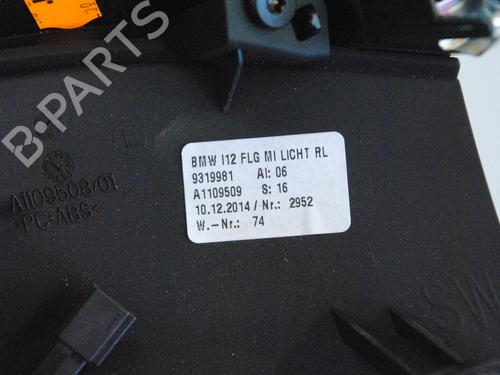 B-PARTS
BMW I12 FLG MI LICHT RL
9319981 AI: 06
A1109509 S: 16
10.12.2014 / Nr.: 2952
W.-Nr.: 74
A1109508/01
>PC+ABS<
L
SW